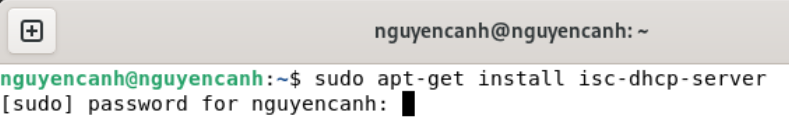 nguyencanh@nguyencanh: ~
nguyencanh@nguyencanh:~$ sudo apt-get install isc-dhcp-server
[sudo] password for nguyencanh: